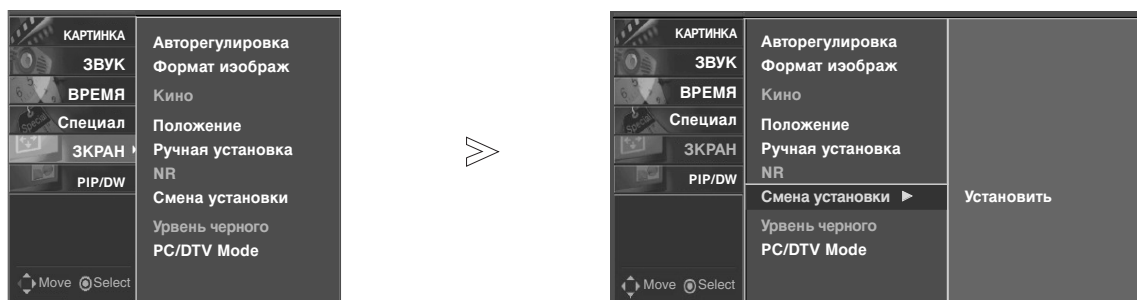 КАРТИНКА
ЗВУК
ВРЕМЯ
Специал
ЗКРАН
PIP/DW
Авторегулировка
Формат иэображ
Кино
Положение
Ручная установка
NR
Смена установки
Урвень черного
PC/DTV Mode
Move Select
КАРТИНКА
ЗВУК
ВРЕМЯ
Специал
ЗКРАН
PIP/DW
Авторегулировка
Формат иэображ
Кино
Положение
Ручная установка
NR
Смена установки
Урвень черного
PC/DTV Mode
Установить
Move Select